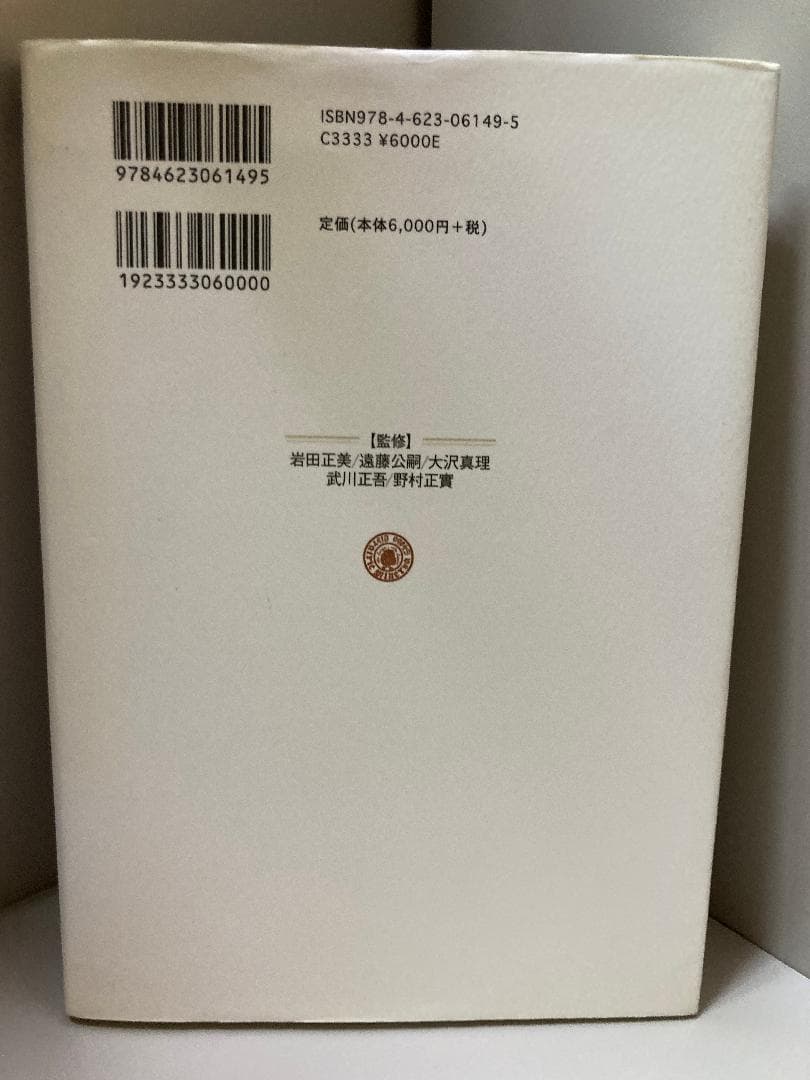 ISBN978-4-623-06149-5
C3333 ¥6000E
9784623061495
定価(本体6,000円+税)
1923333060000
【監修】
岩田正美/遠藤公嗣/大沢真理
武川正吾/野村正實